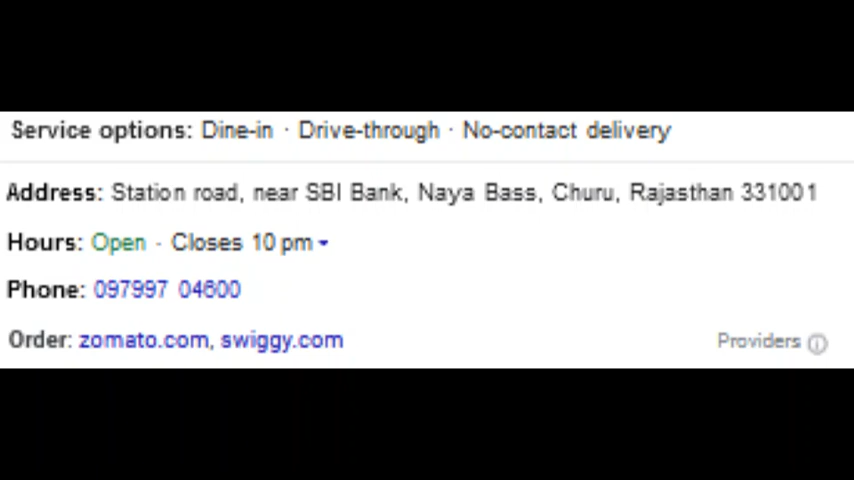 Service options: Dine-in · Drive-through · No-contact delivery
Address: Station road, near SBI Bank, Naya Bass, Churu, Rajasthan 331001
Hours: Open · Closes 10 pm
Phone: 097997 04600
Order: zomato.com, swiggy.com Providers